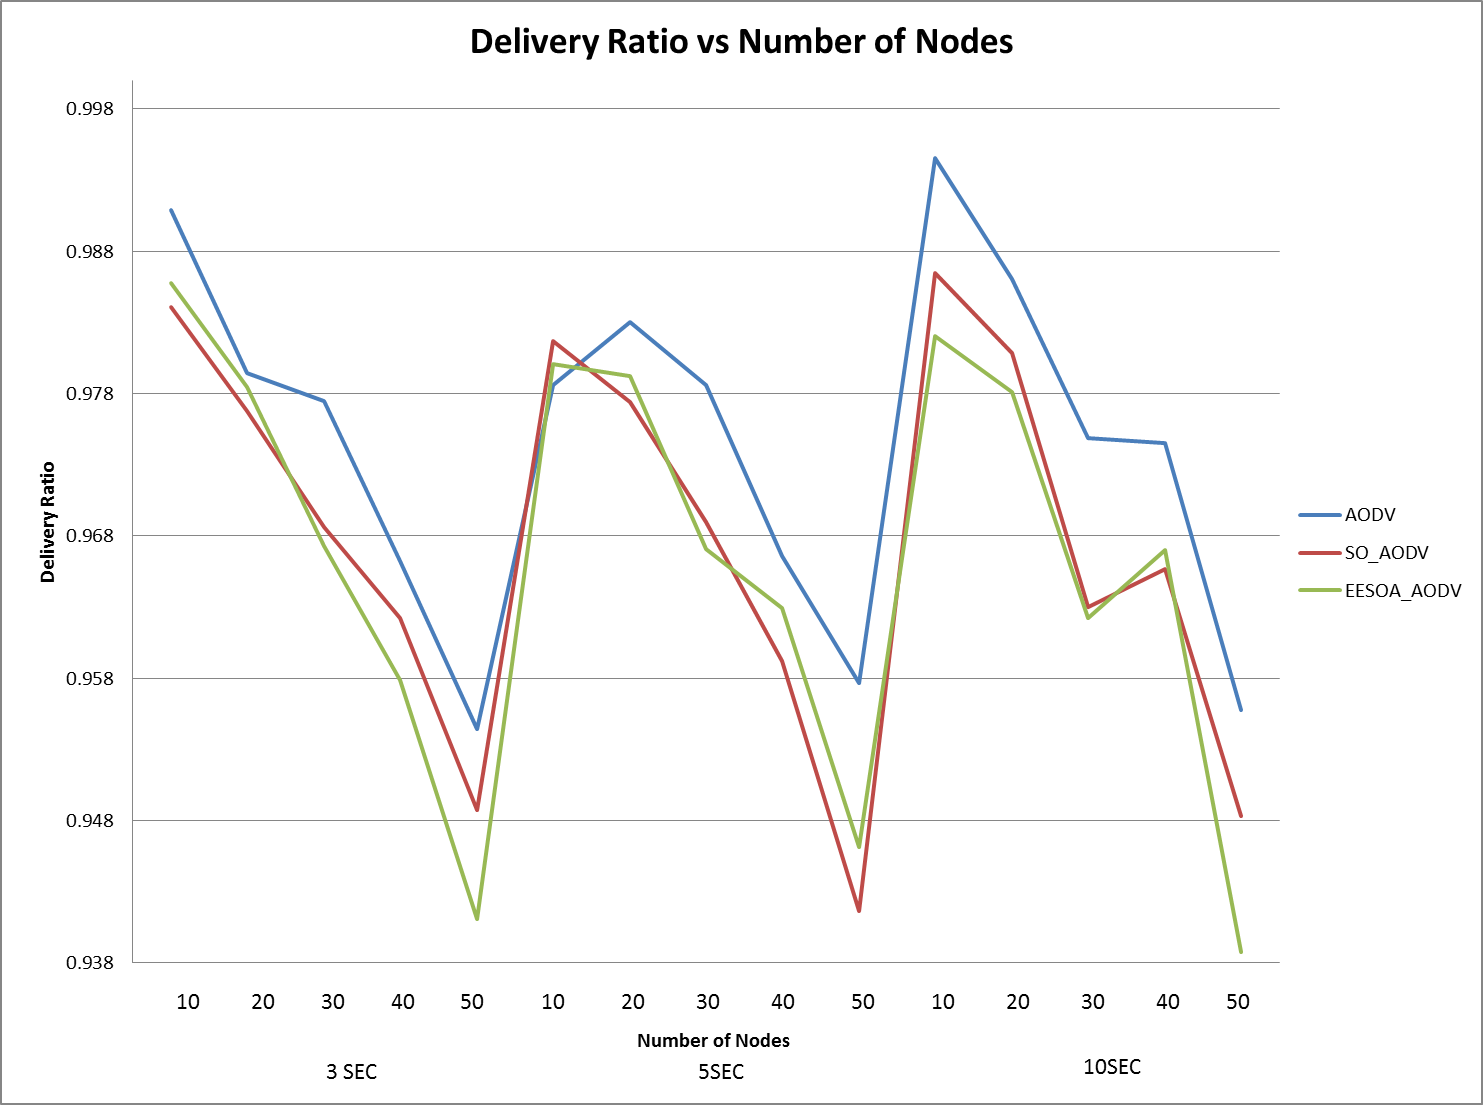 Delivery Ratio vs Number of Nodes
0.998
0.988
0.978
0.968
0.958
0.948
0.938
Delivery Ratio
10 20 30 40 50 10 20 30 40 50 10 20 30 40 50
Number of Nodes
3 SEC 5SEC 10SEC
AODV
SO_AODV
EESOA_AODV